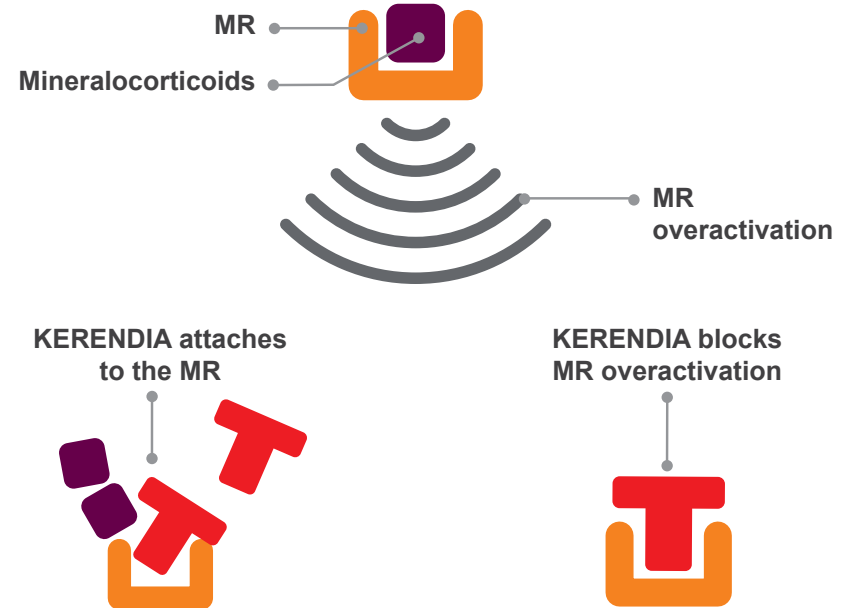 MR
Mineralocorticoids
MR
overactivation
KERENDIA attaches
to the MR
KERENDIA blocks
MR overactivation